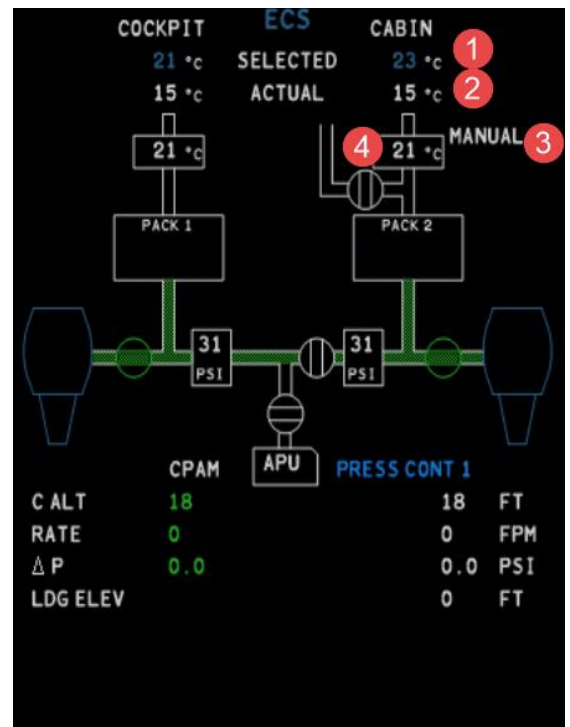 ECS
COCKPIT CABIN
21 °C SELECTED 23 °C 1
15 °C ACTUAL 15 °C 2
21 °C 4 21 °C MANUAL 3
PACK 1 PACK 2
31 31
PSI PSI
CPAM APU PRESS CONT 1
C ALT 18 18 FT
RATE 0 0 FPM
Δ P 0.0 0.0 PSI
LDG ELEV 0 FT